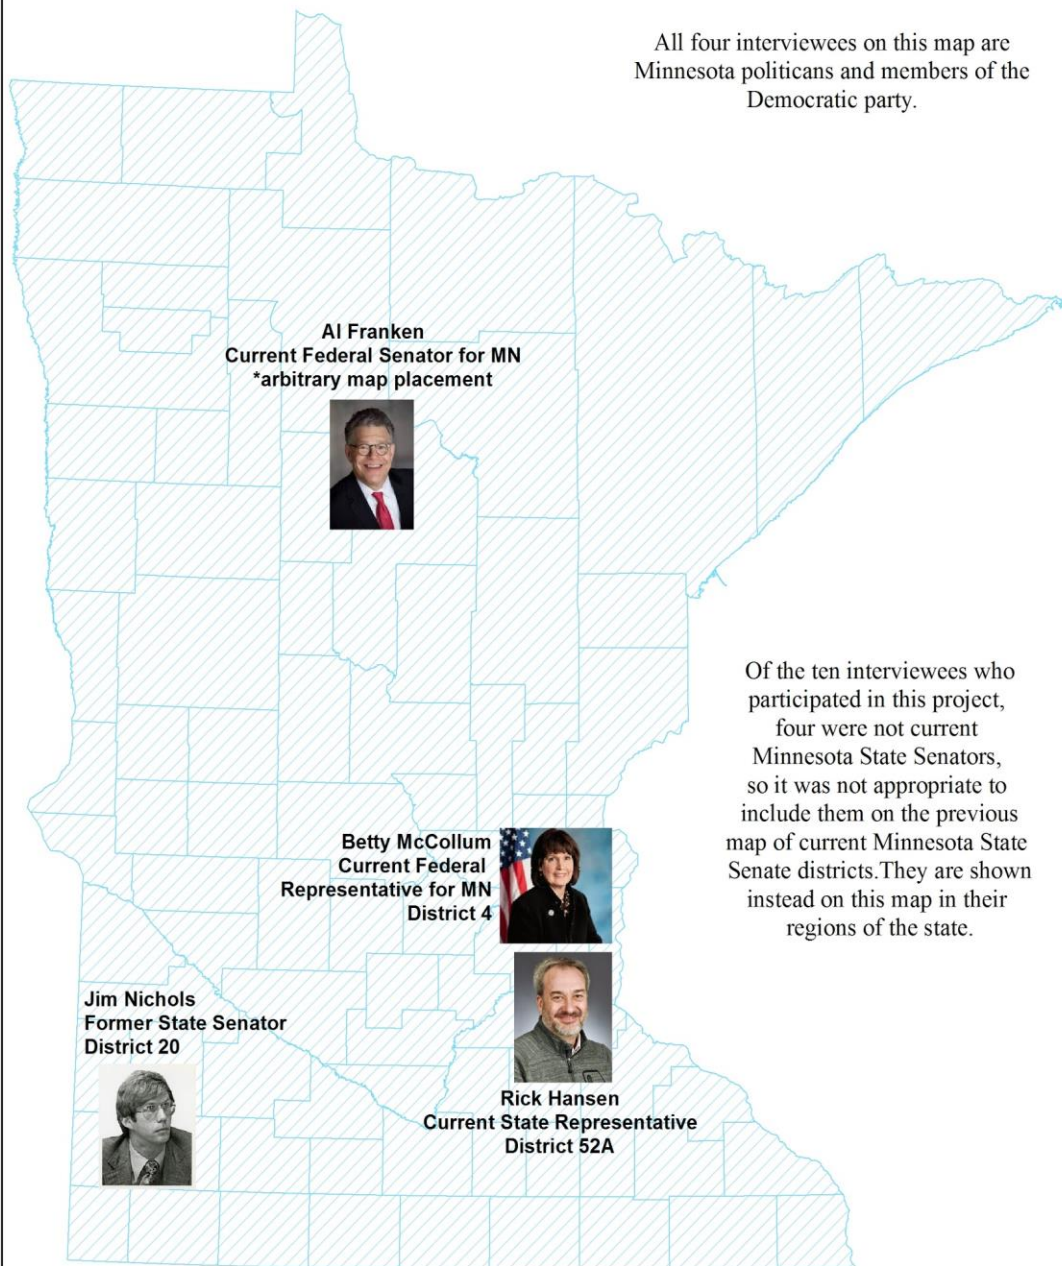 All four interviewees on this map are
Minnesota politicans and members of the
Democratic party.
Al Franken
Current Federal Senator for MN
*arbitrary map placement
Of the ten interviewees who
participated in this project,
four were not current
Minnesota State Senators,
so it was not appropriate to
include them on the previous
map of current Minnesota State
Senate districts.They are shown
instead on this map in their
regions of the state.
Betty McCollum
Current Federal
Representative for MN
District 4
Jim Nichols
Former State Senator
District 20
Rick Hansen
Current State Representative
District 52A